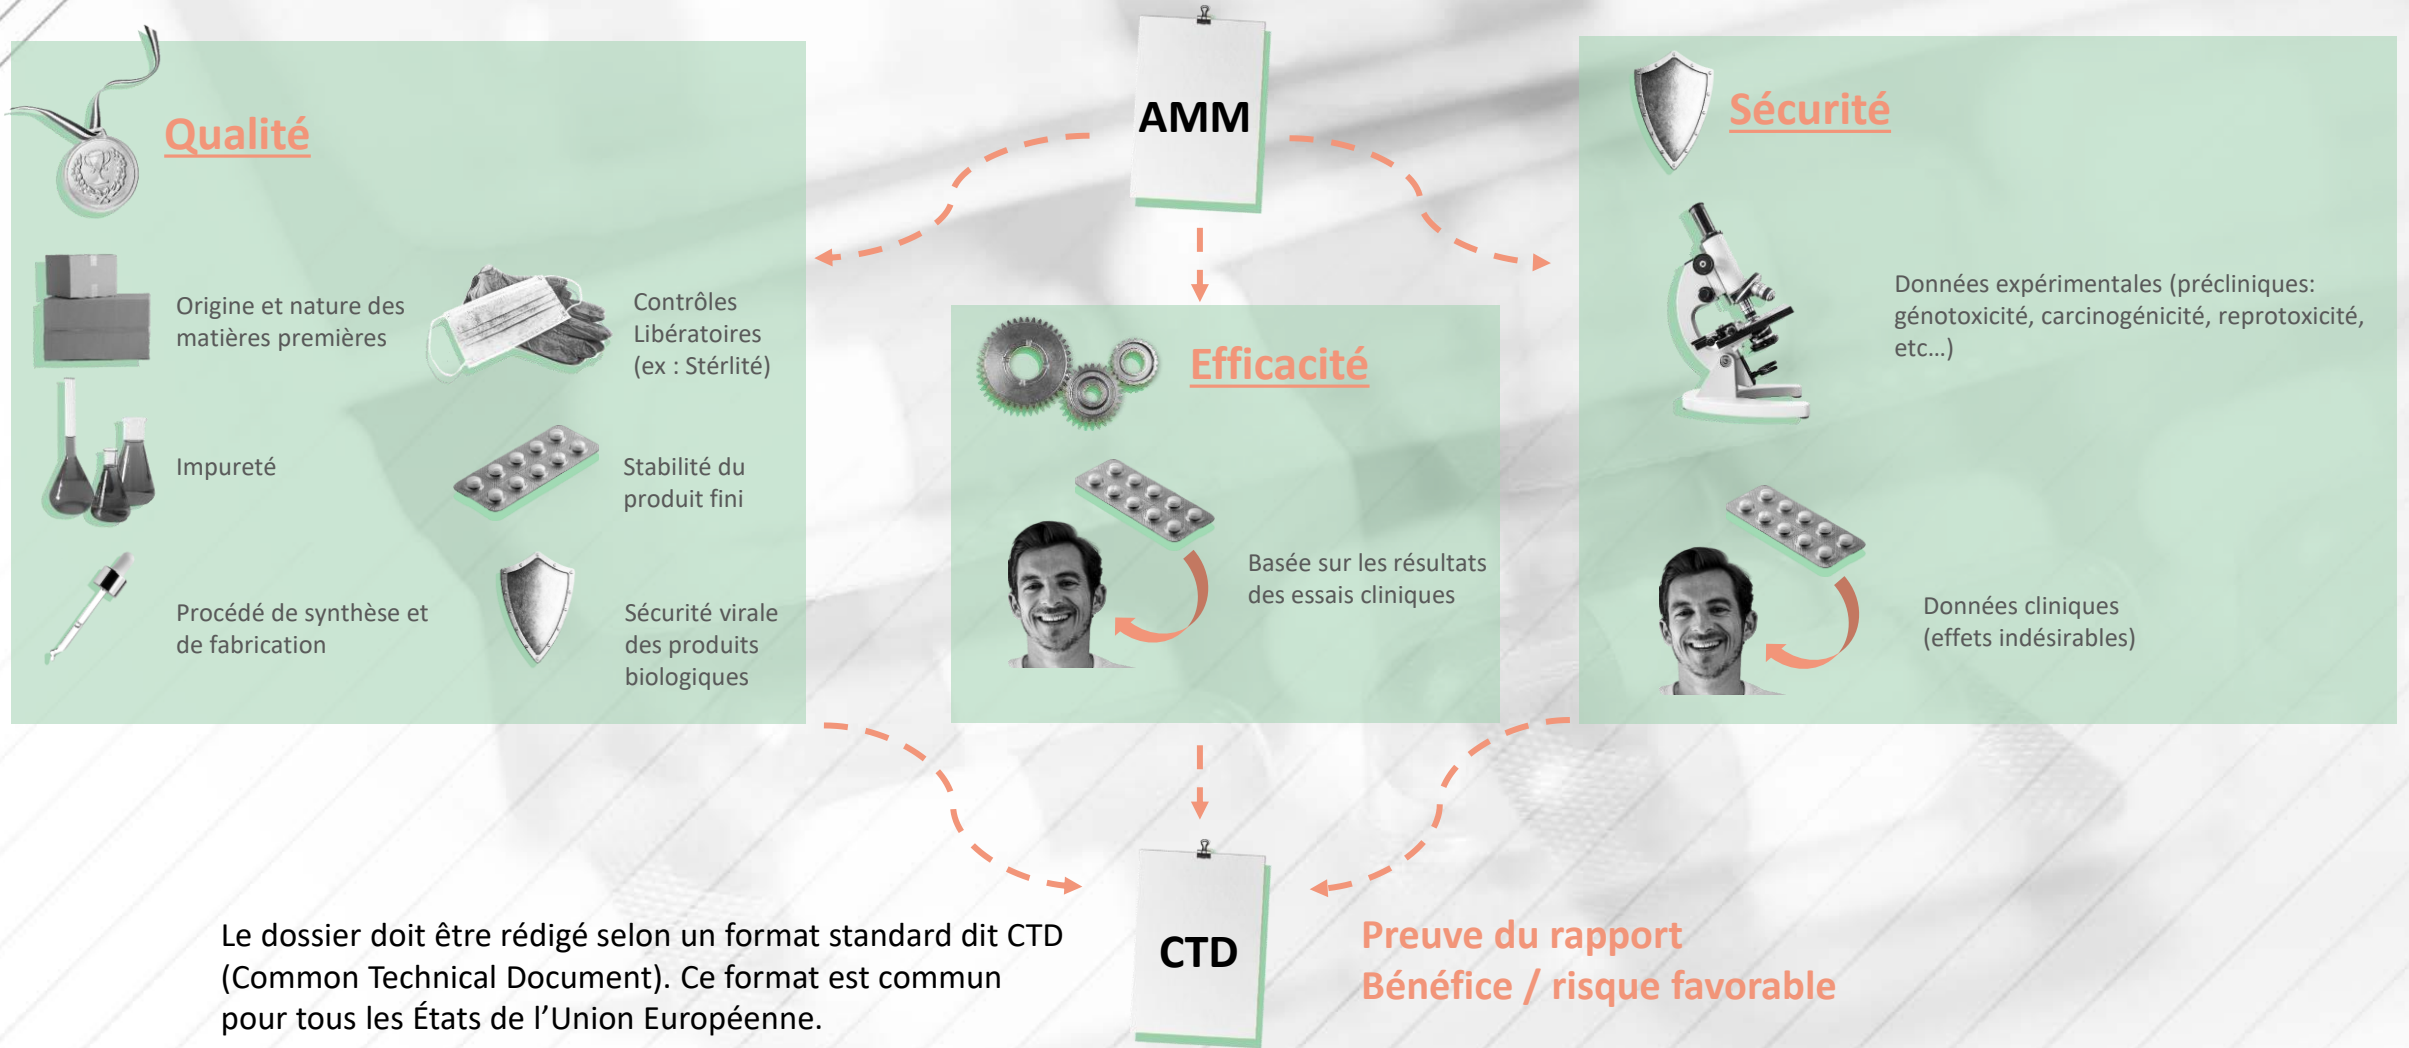 AMM
Qualité
Origine et nature des
matières premières
Contrôles
Libératoires
(ex : Stérlité)
Impureté
Stabilité du
produit fini
Procédé de synthèse et
de fabrication
Sécurité virale
des produits
biologiques
Efficacité
Basée sur les résultats
des essais cliniques
Sécurité
Données expérimentales (précliniques:
génotoxicité, carcinogénicité, reprotoxicité,
etc...)
Données cliniques
(effets indésirables)
Le dossier doit être rédigé selon un format standard dit CTD
(Common Technical Document). Ce format est commun
pour tous les États de l’Union Européenne.
CTD
Preuve du rapport
Bénéfice / risque favorable